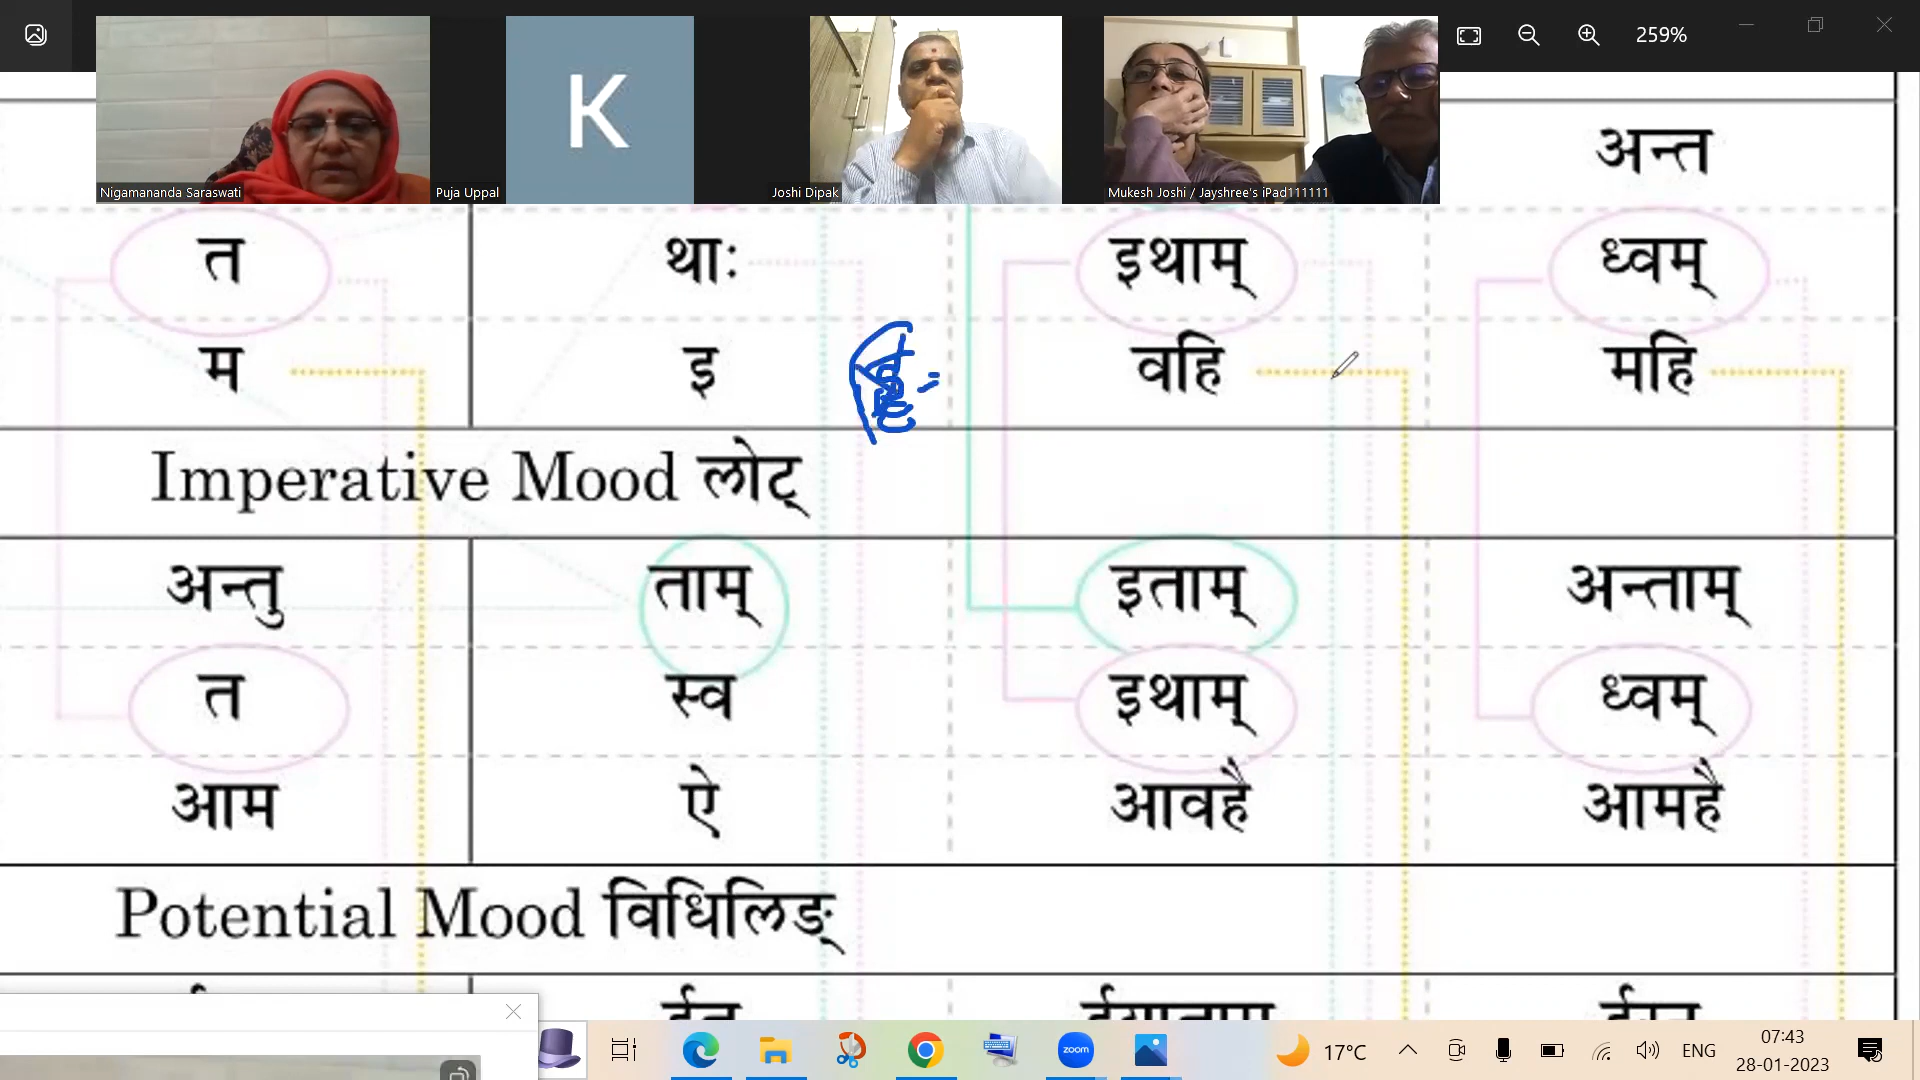 259%
K
Nigamananda Saraswati
Puja Uppal
Joshi Dipak
Mukesh Joshi / Jayshree's iPad111111
अन्त
त थाः इथाम् ध्वम्
म इ वहि महि
Imperative Mood लोट्
अन्तु ताम् इताम् अन्ताम्
त स्व इथाम् ध्वम्
आम ऐ आवहै आमहै
Potential Mood विधिलिङ्
zoom
17°C
ENG
07:43
28-01-2023